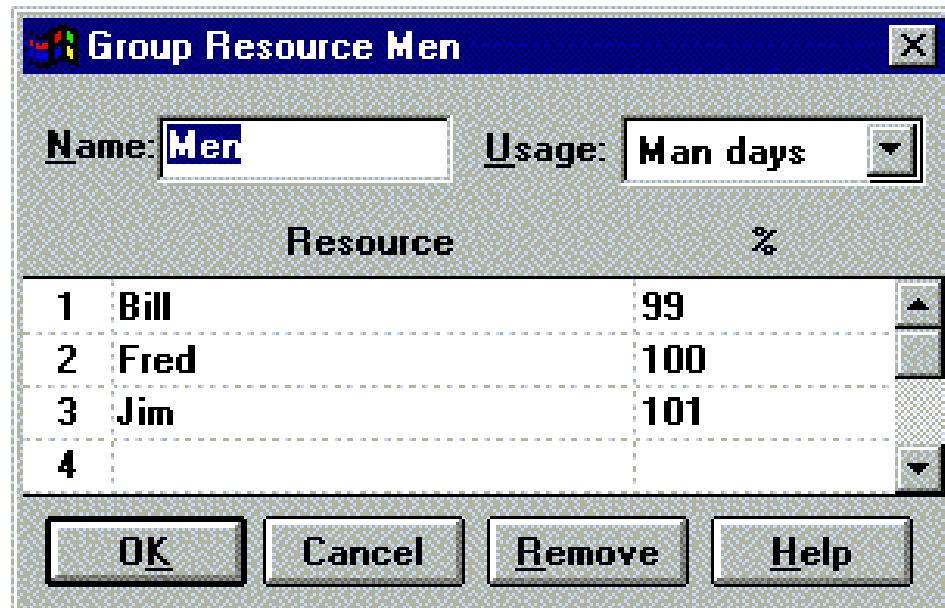 Group Resource Men
Name: Men Usage: Man days
Resource %
1 Bill 99
2 Fred 100
3 Jim 101
4
OK Cancel Remove Help